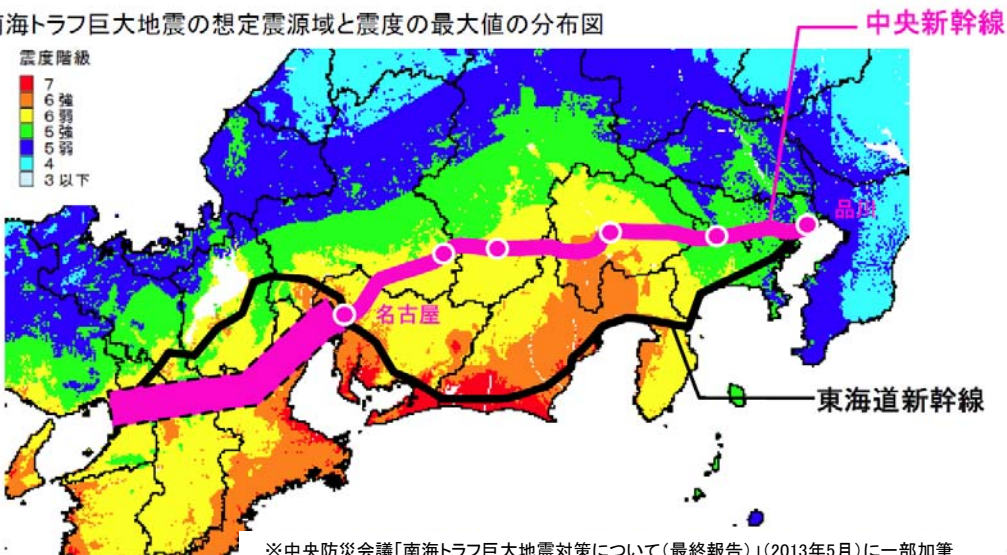 海トラフ巨大地震の想定震源域と震度の最大値の分布図
中央新幹線
震度階級
7
6強
6弱
5強
5弱
4
3以下
品川
名古屋
東海道新幹線
※中央防災会議「南海トラフ巨大地震対策について(最終報告)」(2013年5月)に一部加筆